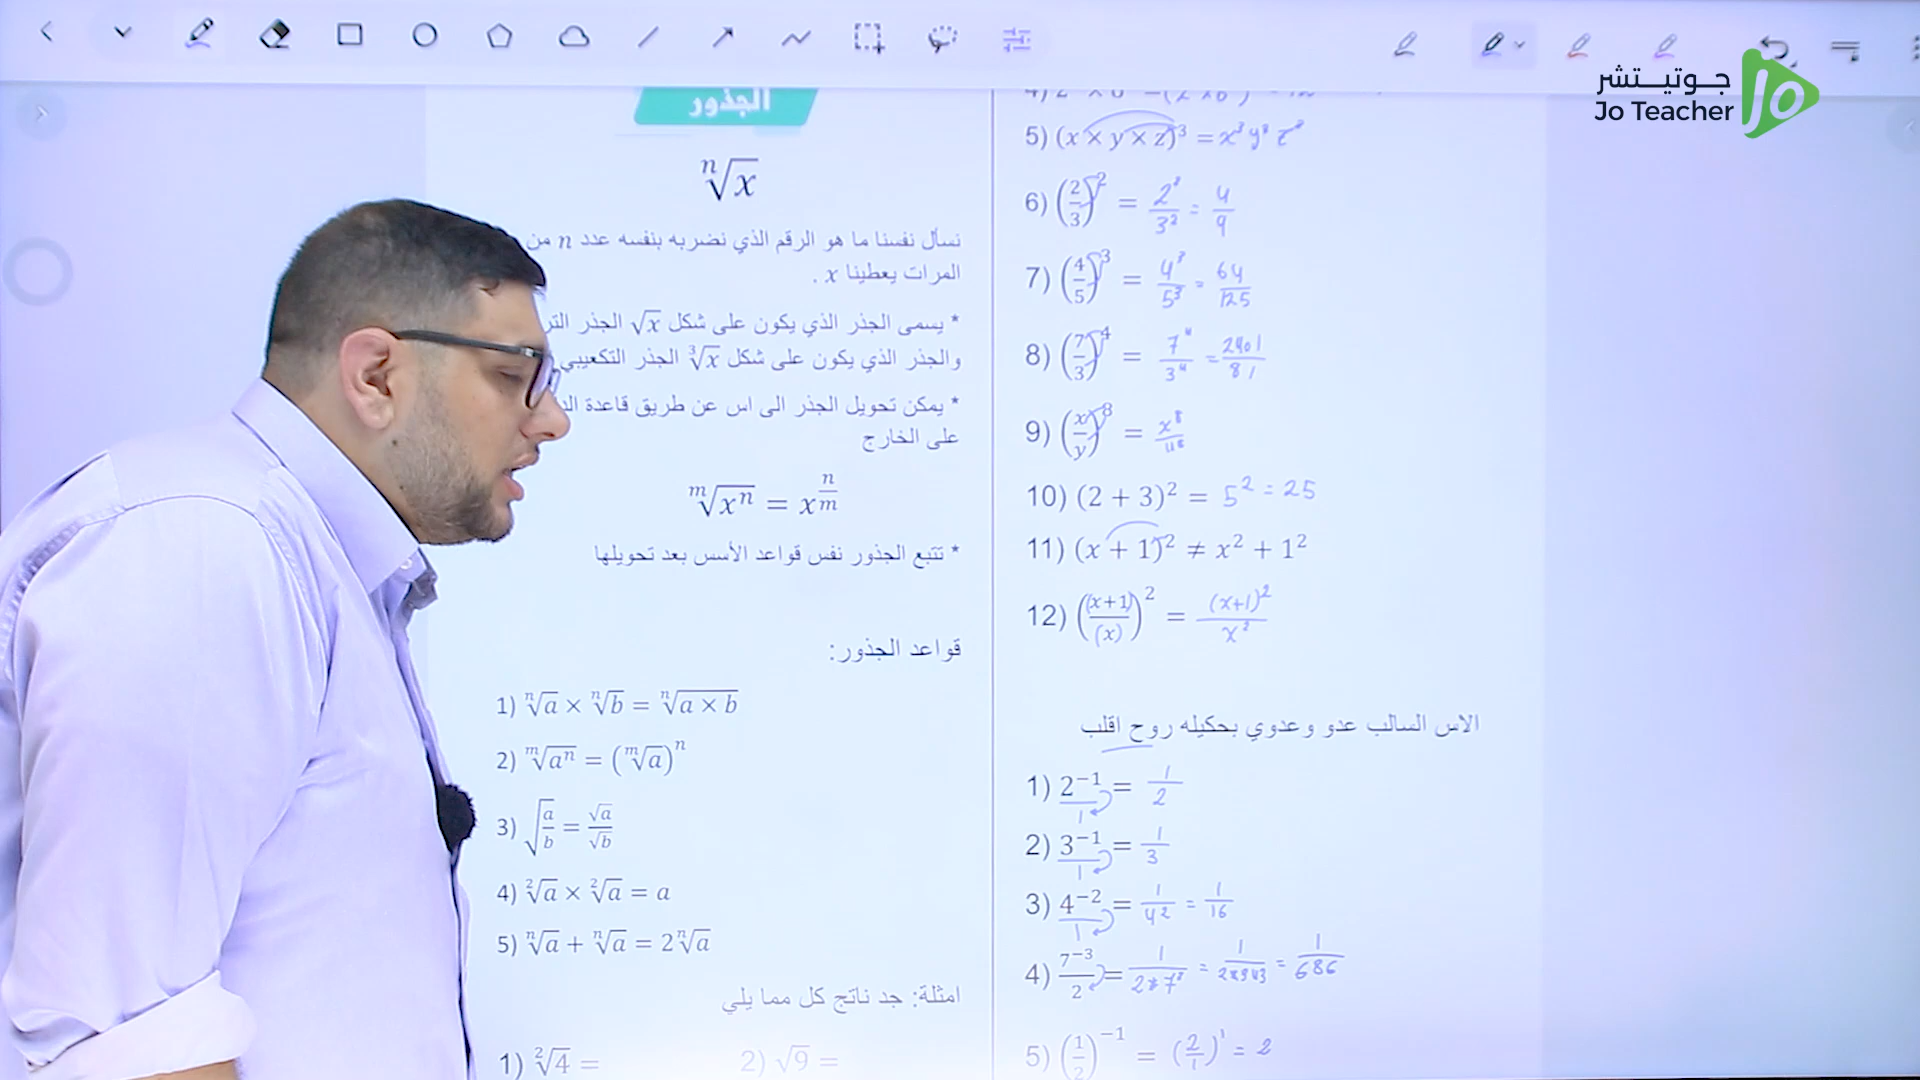 جوتيتشر
Jo Teacher
الجذور
ⁿ√x
نسأل نفسنا ما هو الرقم الذي نضربه بنفسه عدد n من
المرات يعطينا x .
* يسمى الجذر الذي يكون على شكل √x الجذر
والجذر الذي يكون على شكل ³√x الجذر التكعيبي
* يمكن تحويل الجذر الى اس عن طريق قاعدة
على الخارج
ᵐ√(xⁿ) = x^(n/m)
* تتبع الجذور نفس قواعد الأسس بعد تحويلها
قواعد الجذور:
1) ⁿ√a × ⁿ√b = ⁿ√(a × b)
2) ᵐ√(aⁿ) = (ᵐ√a)ⁿ
3) √(a/b) = √a/√b
4) ²√a × ²√a = a
5) ⁿ√a + ⁿ√a = 2ⁿ√a
امثلة: جد ناتج كل مما يلي
1) ²√4 =
2) √9 =
5) (x × y × z)³ = x³ y³ z³
6) (2/3)² = 2²/3² = 4/9
7) (4/5)³ = 4³/5³ = 64/125
8) (7/3)⁴ = 7⁴/3⁴ = 2401/81
9) (x/y)⁸ = x⁸/y⁸
10) (2 + 3)² = 5² = 25
11) (x + 1)² ≠ x² + 1²
12) ((x+1)/(x))² = (x+1)²/x²
الاس السالب عدو وعدوي بحكيله روح اقلب
1) 2⁻¹/1 = 1/2
2) 3⁻¹/1 = 1/3
3) 4⁻²/1 = 1/4² = 1/16
4) 7⁻³/2 = 1/(2*7³) = 1/(2*343) = 1/686
5) (1/2)⁻¹ = (2/1)¹ = 2